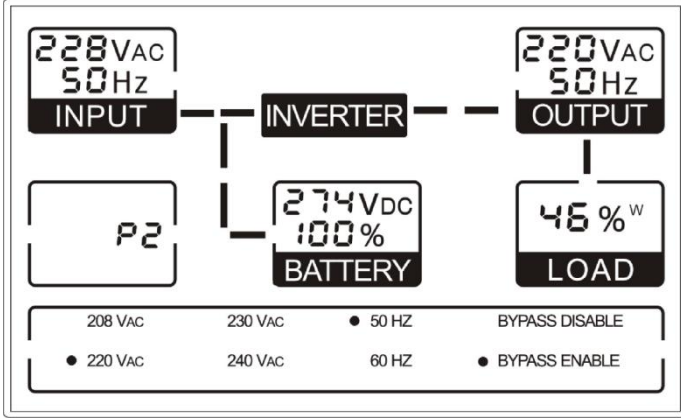 228VAC
50HZ
INPUT
INVERTER
220VAC
50HZ
OUTPUT
P2
274VDC
100%
BATTERY
46%W
LOAD
208 VAC 230 VAC ● 50 HZ BYPASS DISABLE
● 220 VAC 240 VAC 60 HZ ● BYPASS ENABLE